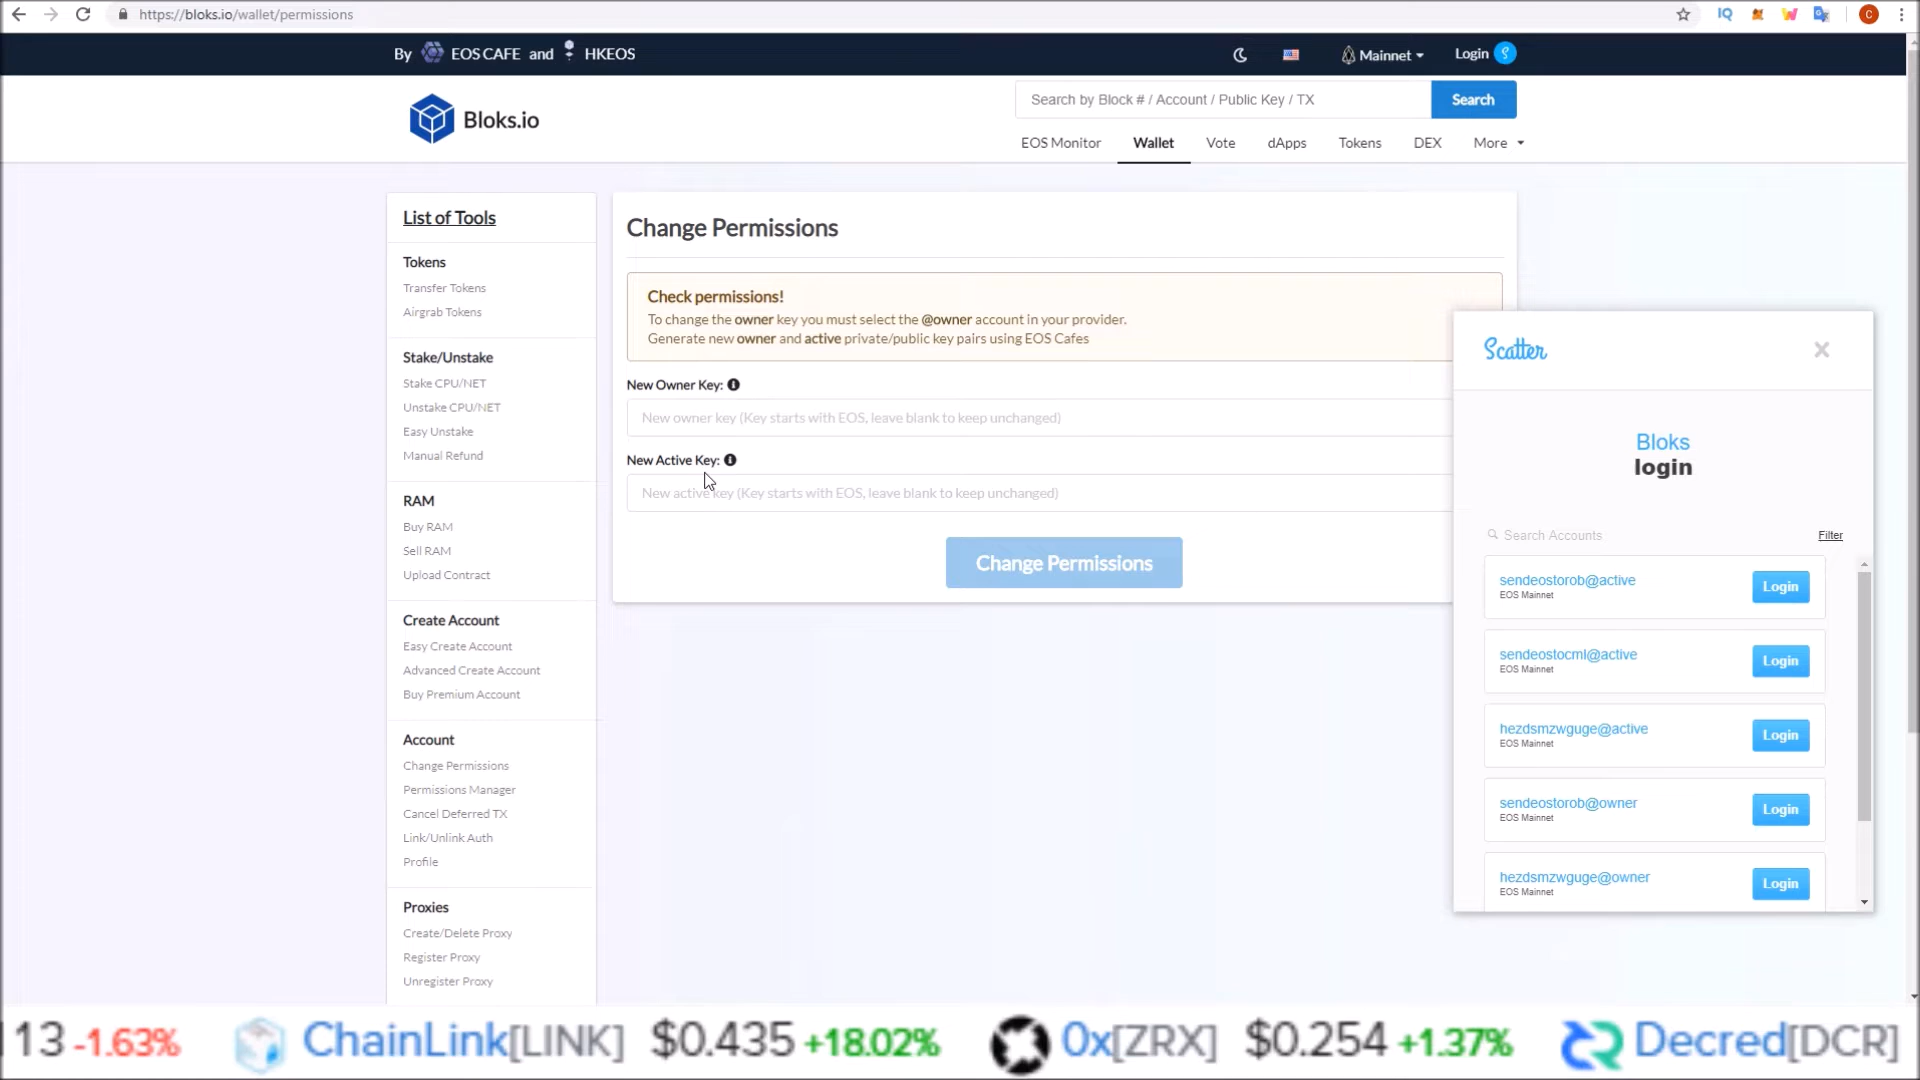 https://bloks.io/wallet/permissions
IQ
C
By EOS CAFE and HKEOS
Mainnet
Login
Bloks.io
Search by Block # / Account / Public Key / TX
Search
EOS Monitor
Wallet
Vote
dApps
Tokens
DEX
More
List of Tools
Tokens
Transfer Tokens
Airgrab Tokens
Stake/Unstake
Stake CPU/NET
Unstake CPU/NET
Easy Unstake
Manual Refund
RAM
Buy RAM
Sell RAM
Upload Contract
Create Account
Easy Create Account
Advanced Create Account
Buy Premium Account
Account
Change Permissions
Permissions Manager
Cancel Deferred TX
Link/Unlink Auth
Profile
Proxies
Create/Delete Proxy
Register Proxy
Unregister Proxy
Change Permissions
Check permissions!
To change the owner key you must select the @owner account in your provider.
Generate new owner and active private/public key pairs using EOS Cafes
New Owner Key:
New owner key (Key starts with EOS, leave blank to keep unchanged)
New Active Key:
New active key (Key starts with EOS, leave blank to keep unchanged)
Change Permissions
Scatter
Bloks
login
Search Accounts
Filter
sendeostorob@active
EOS Mainnet
Login
sendeostocml@active
EOS Mainnet
Login
hezdsmzwguge@active
EOS Mainnet
Login
sendeostorob@owner
EOS Mainnet
Login
hezdsmzwguge@owner
EOS Mainnet
Login
13 -1.63% ChainLink[LINK] $0.435 +18.02% 0x[ZRX] $0.254 +1.37% Decred[DCR]